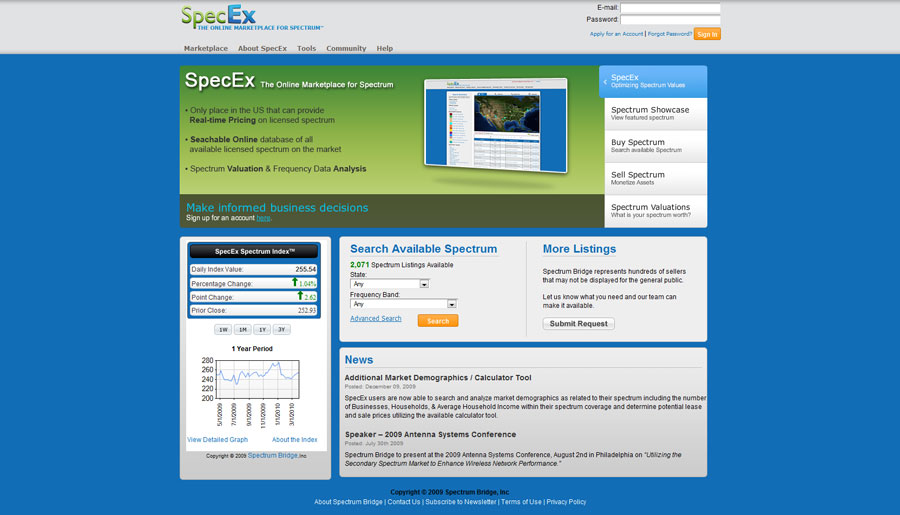 SpecEx
THE ONLINE MARKETPLACE FOR SPECTRUM™
E-mail:
Password:
Apply for an Account | Forgot Password? Sign In
Marketplace About SpecEx Tools Community Help
SpecEx The Online Marketplace for Spectrum
• Only place in the US that can provide
Real-time Pricing on licensed spectrum
• Seachable Online database of all
available licensed spectrum on the market
• Spectrum Valuation & Frequency Data Analysis
Make informed business decisions
Sign up for an account here.
SpecEx
Optimizing Spectrum Values
Spectrum Showcase
View featured spectrum
Buy Spectrum
Search available Spectrum
Sell Spectrum
Monetize Assets
Spectrum Valuations
What is your spectrum worth?
SpecEx Spectrum Index™
Daily Index Value: 255.54
Percentage Change: 1.04%
Point Change: 2.62
Prior Close: 252.93
1W 1M 1Y 3Y
1 Year Period
280
260
240
220
200
5/1/2009 7/1/2009 9/1/2009 11/1/2009 1/1/2010 3/1/2010
View Detailed Graph About the Index
Copyright © 2009 Spectrum Bridge, Inc
Search Available Spectrum
2,071 Spectrum Listings Available
State:
Any
Frequency Band:
Any
Advanced Search Search
More Listings
Spectrum Bridge represents hundreds of sellers
that may not be displayed for the general public.
Let us know what you need and our team can
make it available.
Submit Request
News
Additional Market Demographics / Calculator Tool
Posted: December 09, 2009
SpecEx users are now able to search and analyze market demographics as related to their spectrum including the number
of Businesses, Households, & Average Household Income within their spectrum coverage and determine potential lease
and sale prices utilizing the available calculator tool.
Speaker – 2009 Antenna Systems Conference
Posted: July 30th 2009
Spectrum Bridge to present at the 2009 Antenna Systems Conference, August 2nd in Philadelphia on "Utilizing the
Secondary Spectrum Market to Enhance Wireless Network Performance."
Copyright © 2009 Spectrum Bridge, Inc
About Spectrum Bridge | Contact Us | Subscribe to Newsletter | Terms of Use | Privacy Policy